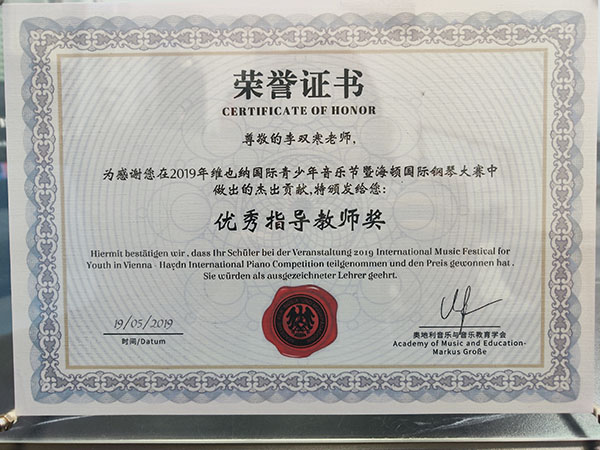 荣誉证书
CERTIFICATE OF HONOR
尊敬的李双寒老师,
为感谢您在2019年维也纳国际青少年音乐节暨海顿国际钢琴大赛中
做出的杰出贡献,特颁发给您:
优秀指导教师奖
Hiermit bestätigen wir , dass Ihr Schüler bei der Veranstaltung 2019 International Music Festival for
Youth in Vienna - Haydn International Piano Competition teilgenommen und den Preis gewonnen hat .
Sie würden als ausgezeichneter Lehrer geehrt.
19/05/2019
时间/Datum
奥地利音乐与音乐教育学会
Academy of Music and Education-
Markus Große